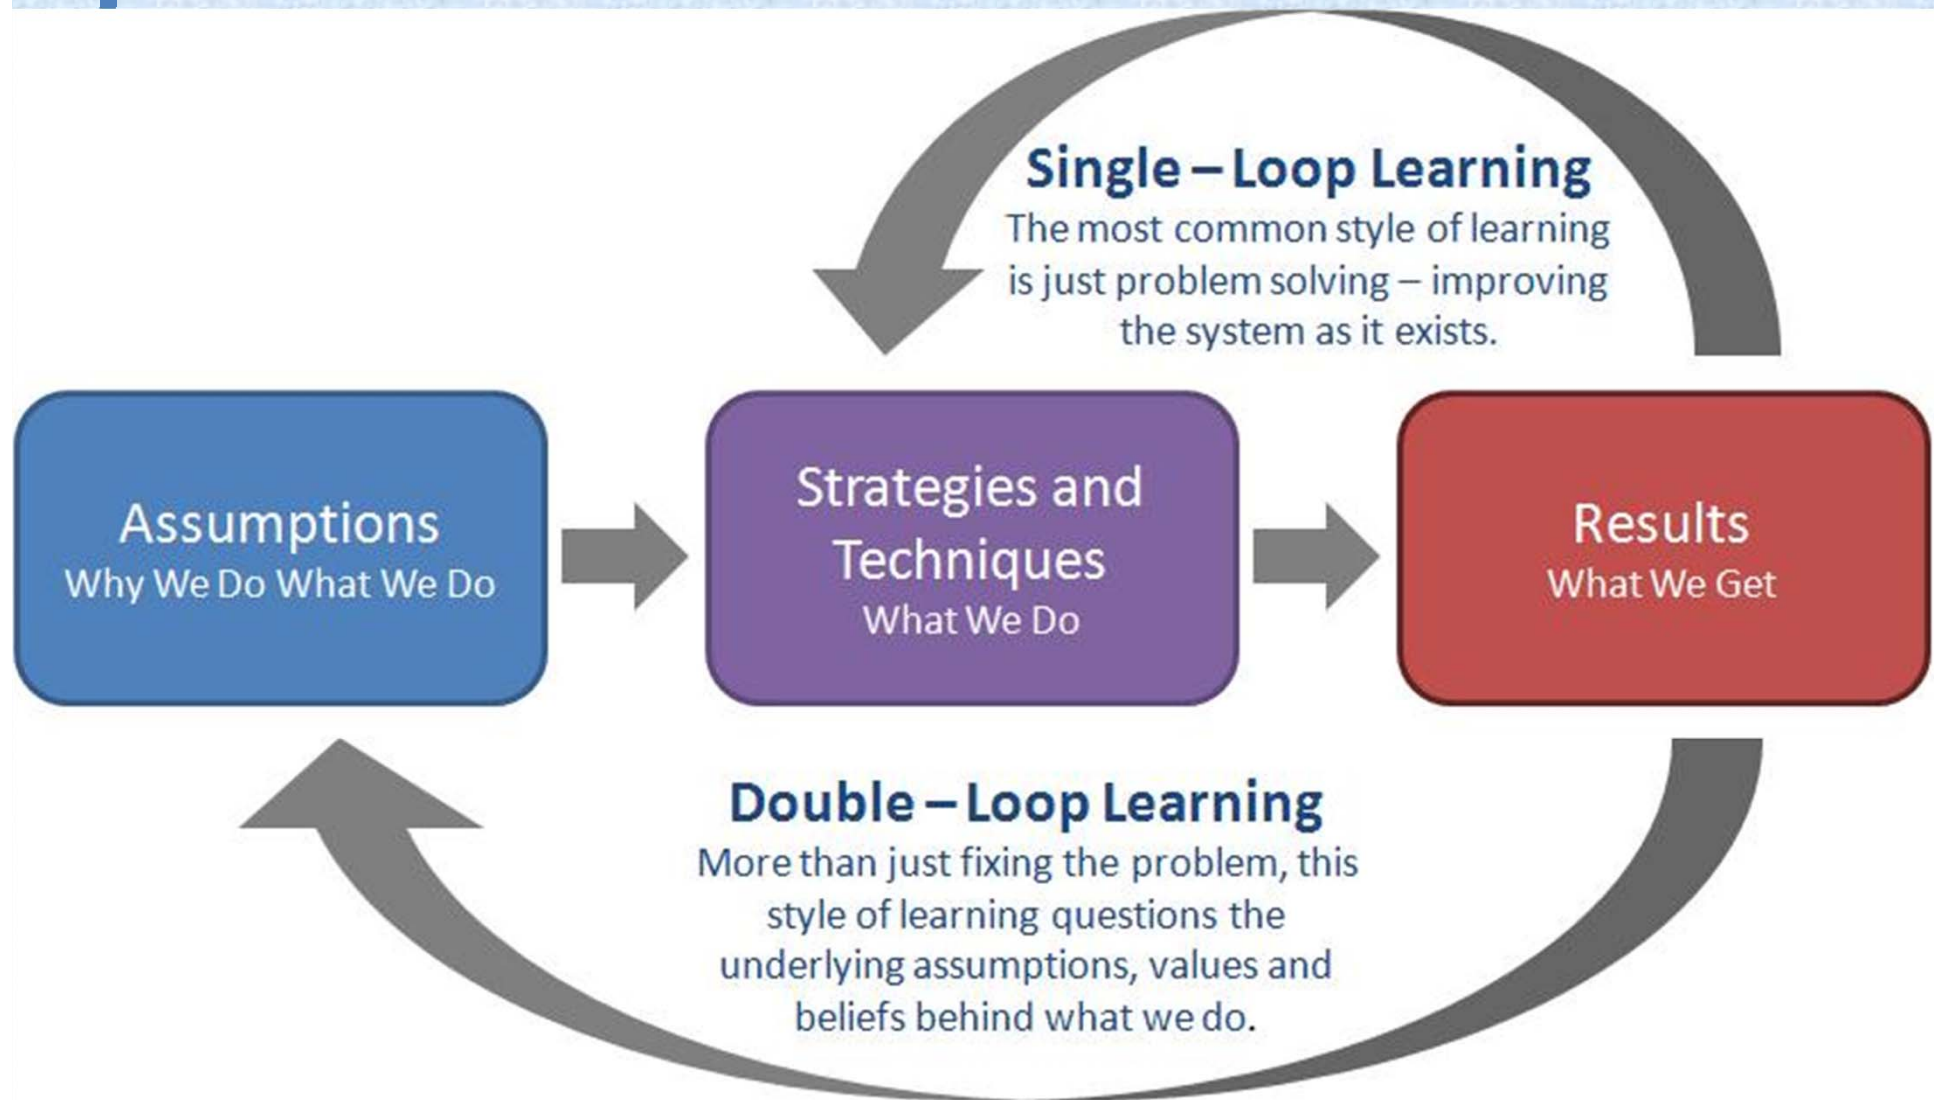 Single – Loop Learning
The most common style of learning
is just problem solving – improving
the system as it exists.
Assumptions
Why We Do What We Do
Strategies and
Techniques
What We Do
Results
What We Get
Double – Loop Learning
More than just fixing the problem, this
style of learning questions the
underlying assumptions, values and
beliefs behind what we do.